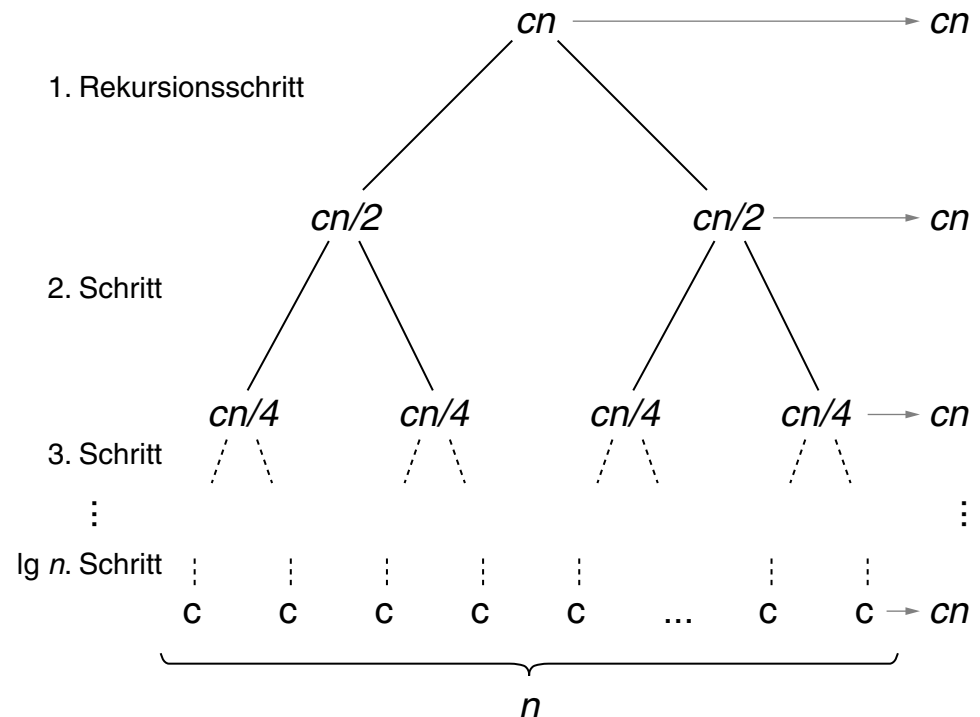 cn cn
1. Rekursionsschritt
cn/2 cn/2 cn
2. Schritt
cn/4 cn/4 cn/4 cn/4 cn
3. Schritt
⋮ ⋮
lg n. Schritt
c c c c c ... c c cn
n